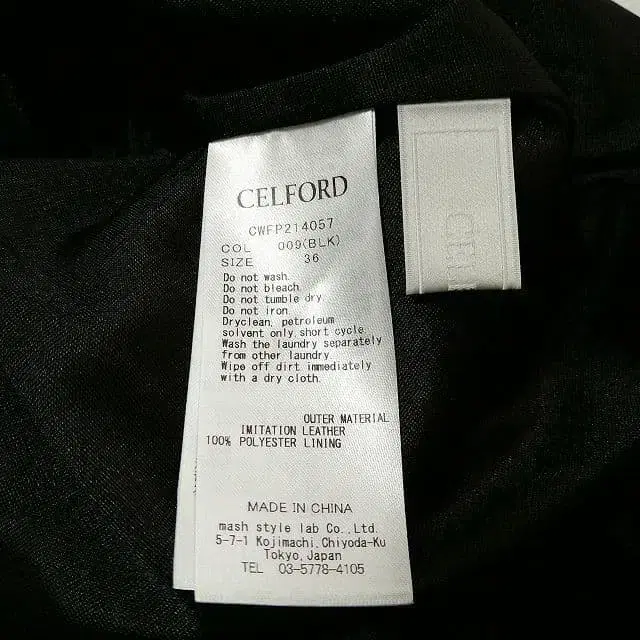 CELFORD
CWFP214057
COL 009(BLK)
SIZE 36
Do not wash.
Do not bleach.
Do not tumble dry.
Do not iron.
Dryclean, petroleum
solvent only,short cycle.
Wash the laundry separately
from other laundry.
Wipe off dirt immediately
with a dry cloth.
OUTER MATERIAL
IMITATION LEATHER
100% POLYESTER LINING
MADE IN CHINA
mash style lab Co.,Ltd.
5-7-1 Kojimachi,Chiyoda-Ku
Tokyo,Japan
TEL 03-5778-4105
CELF